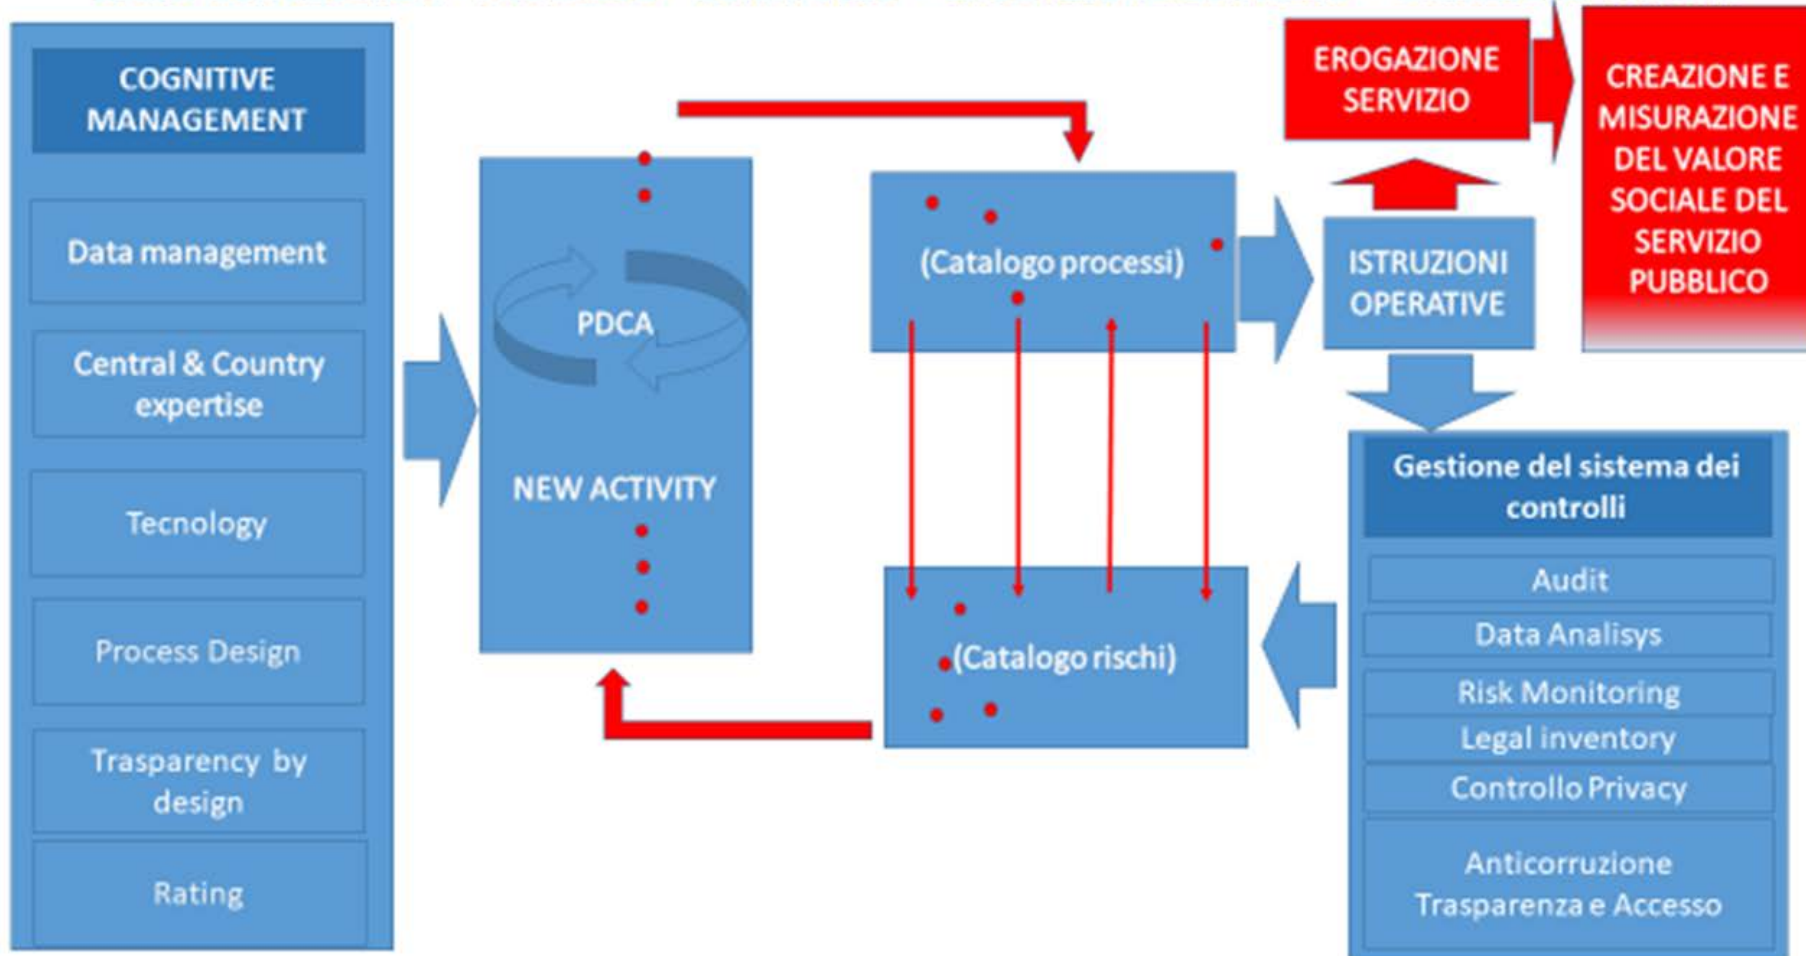 COGNITIVE
MANAGEMENT
Data management
Central & Country
expertise
Tecnology
Process Design
Trasparency by
design
Rating
PDCA
NEW ACTIVITY
(Catalogo processi)
(Catalogo rischi)
EROGAZIONE
SERVIZIO
ISTRUZIONI
OPERATIVE
CREAZIONE E
MISURAZIONE
DEL VALORE
SOCIALE DEL
SERVIZIO
PUBBLICO
Gestione del sistema dei
controlli
Audit
Data Analisys
Risk Monitoring
Legal inventory
Controllo Privacy
Anticorruzione
Trasparenza e Accesso